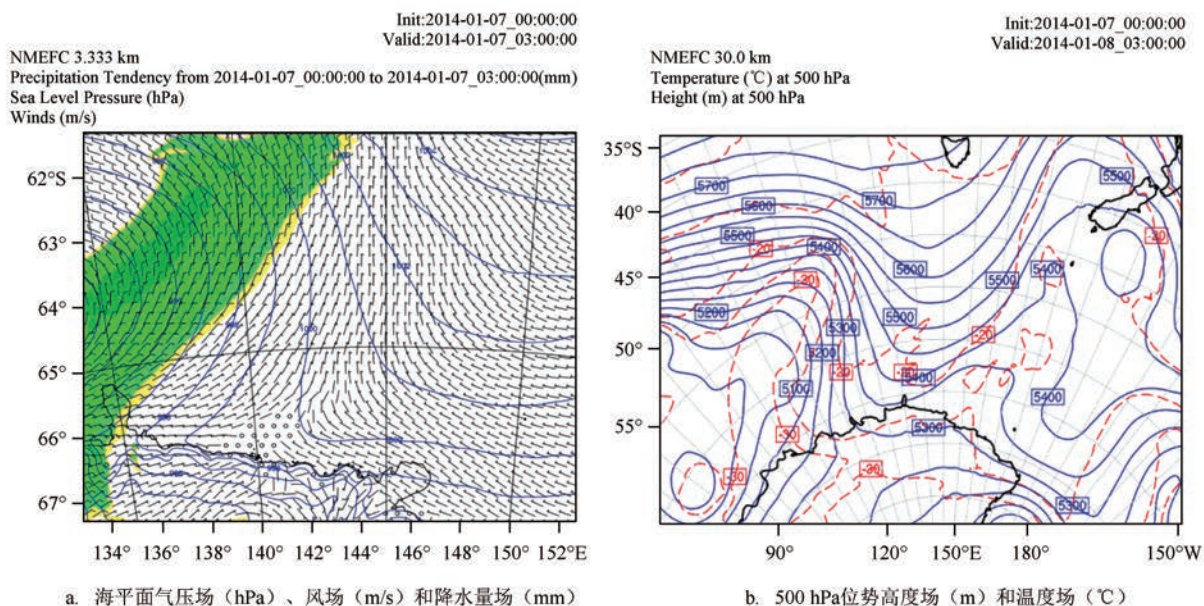 Init:2014-01-07_00:00:00
Valid:2014-01-07_03:00:00
NMEFC 3.333 km
Precipitation Tendency from 2014-01-07_00:00:00 to 2014-01-07_03:00:00(mm)
Sea Level Pressure (hPa)
Winds (m/s)
62°S
63°
64°
65°
66°
67°
134° 136° 138° 140° 142° 144° 146° 148° 150° 152°E
a. 海平面气压场（hPa）、风场（m/s）和降水量场（mm）
Init:2014-01-07_00:00:00
Valid:2014-01-08_03:00:00
NMEFC 30.0 km
Temperature (℃) at 500 hPa
Height (m) at 500 hPa
35°S
40°
45°
50°
55°
5700
5700
5600
5500
5400
-20
-20
5200
5300
5200
5100
-20
-30
-30
-30
5600
5500
5500
5400
5500
5400
-20
-20
5400
5300
5300
90° 120° 150°E 180° 150°W
b. 500 hPa位势高度场（m）和温度场（℃）